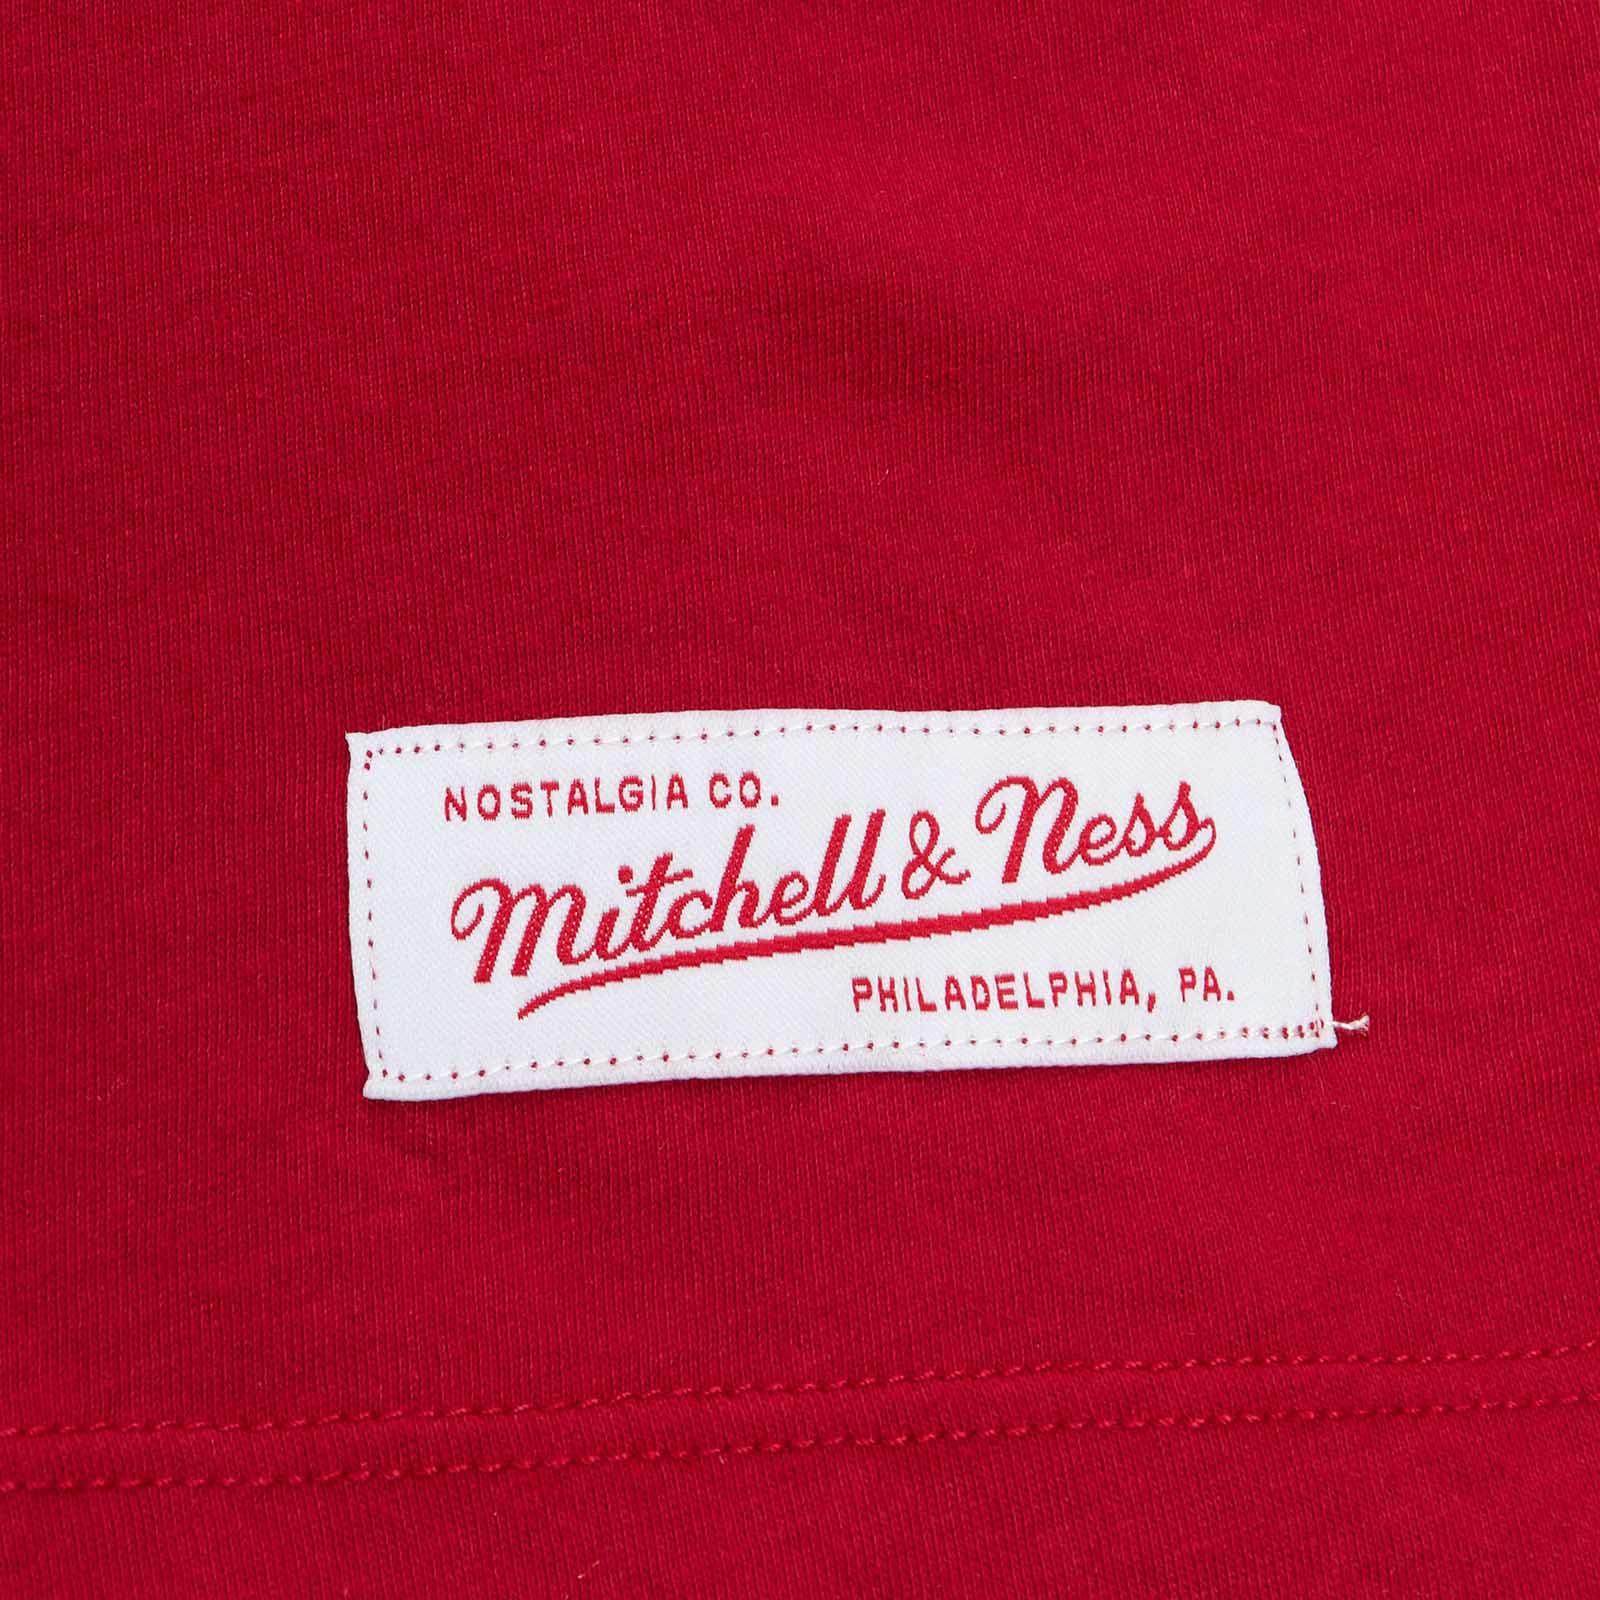 NOSTALGIA CO.
Mitchell & Ness
PHILADELPHIA, PA.